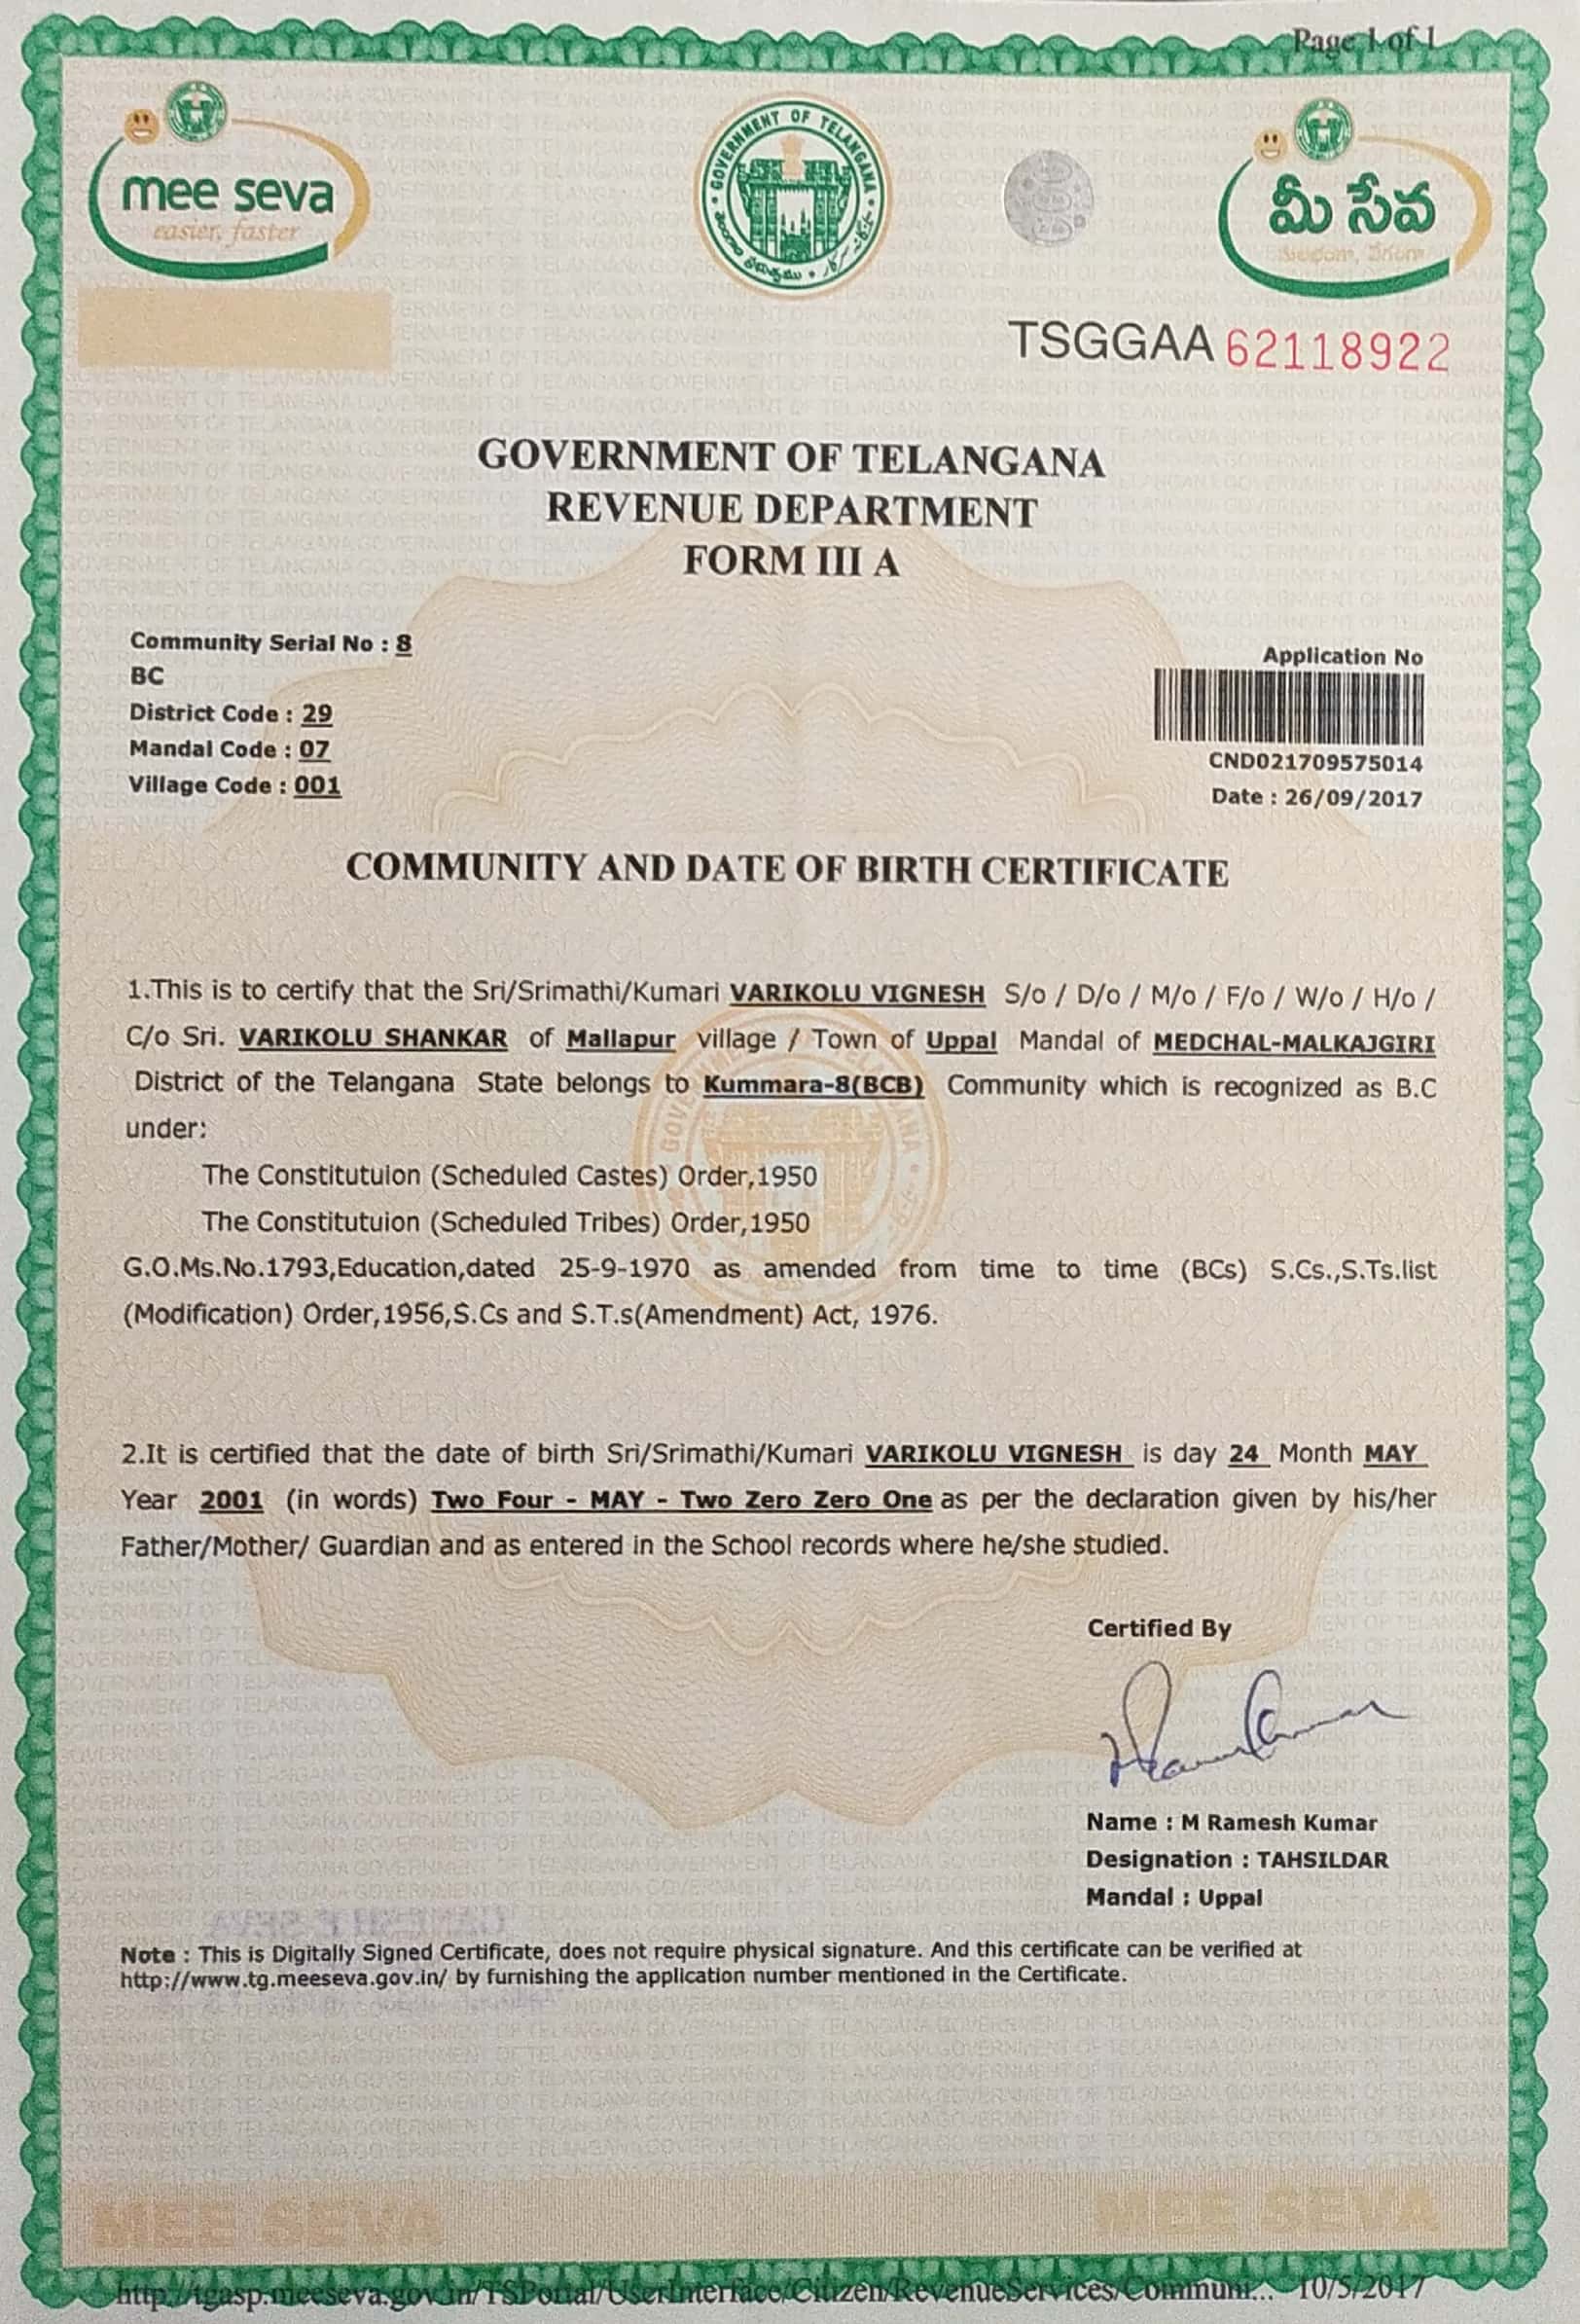 Page 1 of 1
mee seva
easier, faster
GOVERNMENT OF TELANGANA
మీ సేవ
TSGGAA 62118922
GOVERNMENT OF TELANGANA
REVENUE DEPARTMENT
FORM III A
Community Serial No : 8
BC
District Code : 29
Mandal Code : 07
Village Code : 001
Application No
CND021709575014
Date : 26/09/2017
COMMUNITY AND DATE OF BIRTH CERTIFICATE
1.This is to certify that the Sri/Srimathi/Kumari VARIKOLU VIGNESH S/o / D/o / M/o / F/o / W/o / H/o /
C/o Sri. VARIKOLU SHANKAR of Mallapur village / Town of Uppal Mandal of MEDCHAL-MALKAJGIRI
District of the Telangana State belongs to Kummara-8(BCB) Community which is recognized as B.C
under:
The Constitutuion (Scheduled Castes) Order,1950
The Constitutuion (Scheduled Tribes) Order,1950
G.O.Ms.No.1793,Education,dated 25-9-1970 as amended from time to time (BCs) S.Cs.,S.Ts.list
(Modification) Order,1956,S.Cs and S.T.s(Amendment) Act, 1976.
2.It is certified that the date of birth Sri/Srimathi/Kumari VARIKOLU VIGNESH is day 24 Month MAY
Year 2001 (in words) Two Four - MAY - Two Zero Zero One as per the declaration given by his/her
Father/Mother/ Guardian and as entered in the School records where he/she studied.
Certified By
Name : M Ramesh Kumar
Designation : TAHSILDAR
Mandal : Uppal
Note : This is Digitally Signed Certificate, does not require physical signature. And this certificate can be verified at
http://www.tg.meeseva.gov.in/ by furnishing the application number mentioned in the Certificate.
MEE SEVA
MEE SEVA
http://tgasp.meeseva.gov.in/TSPortal/UserInterface/Citizen/RevenueServices/Communi... 10/5/2017